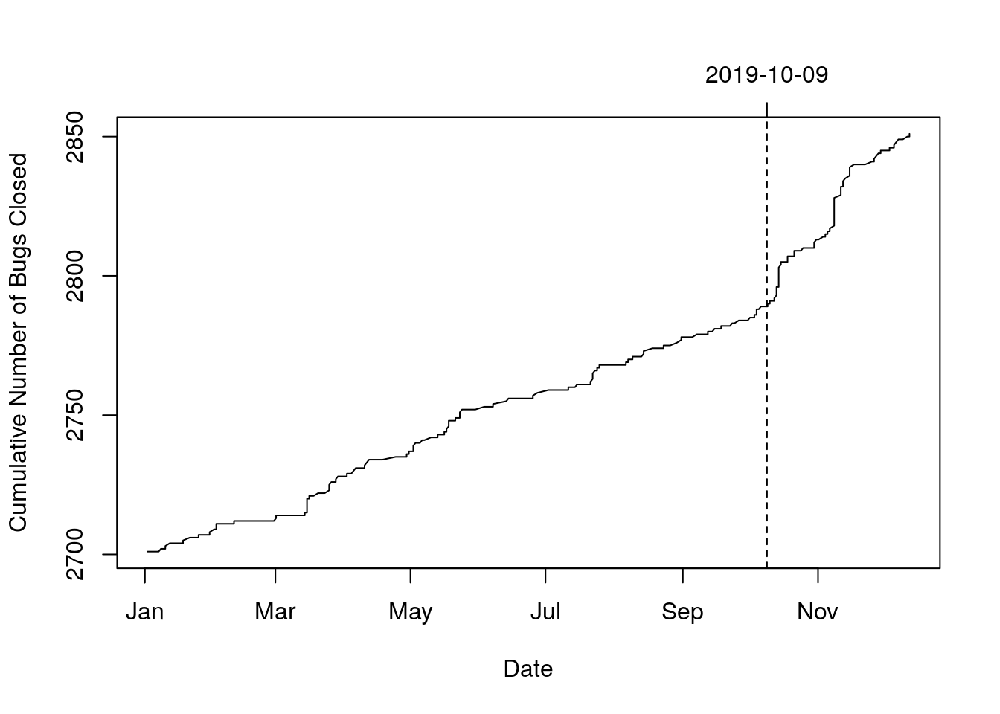 2019-10-09
Cumulative Number of Bugs Closed
2850
2800
2750
2700
Jan Mar May Jul Sep Nov
Date